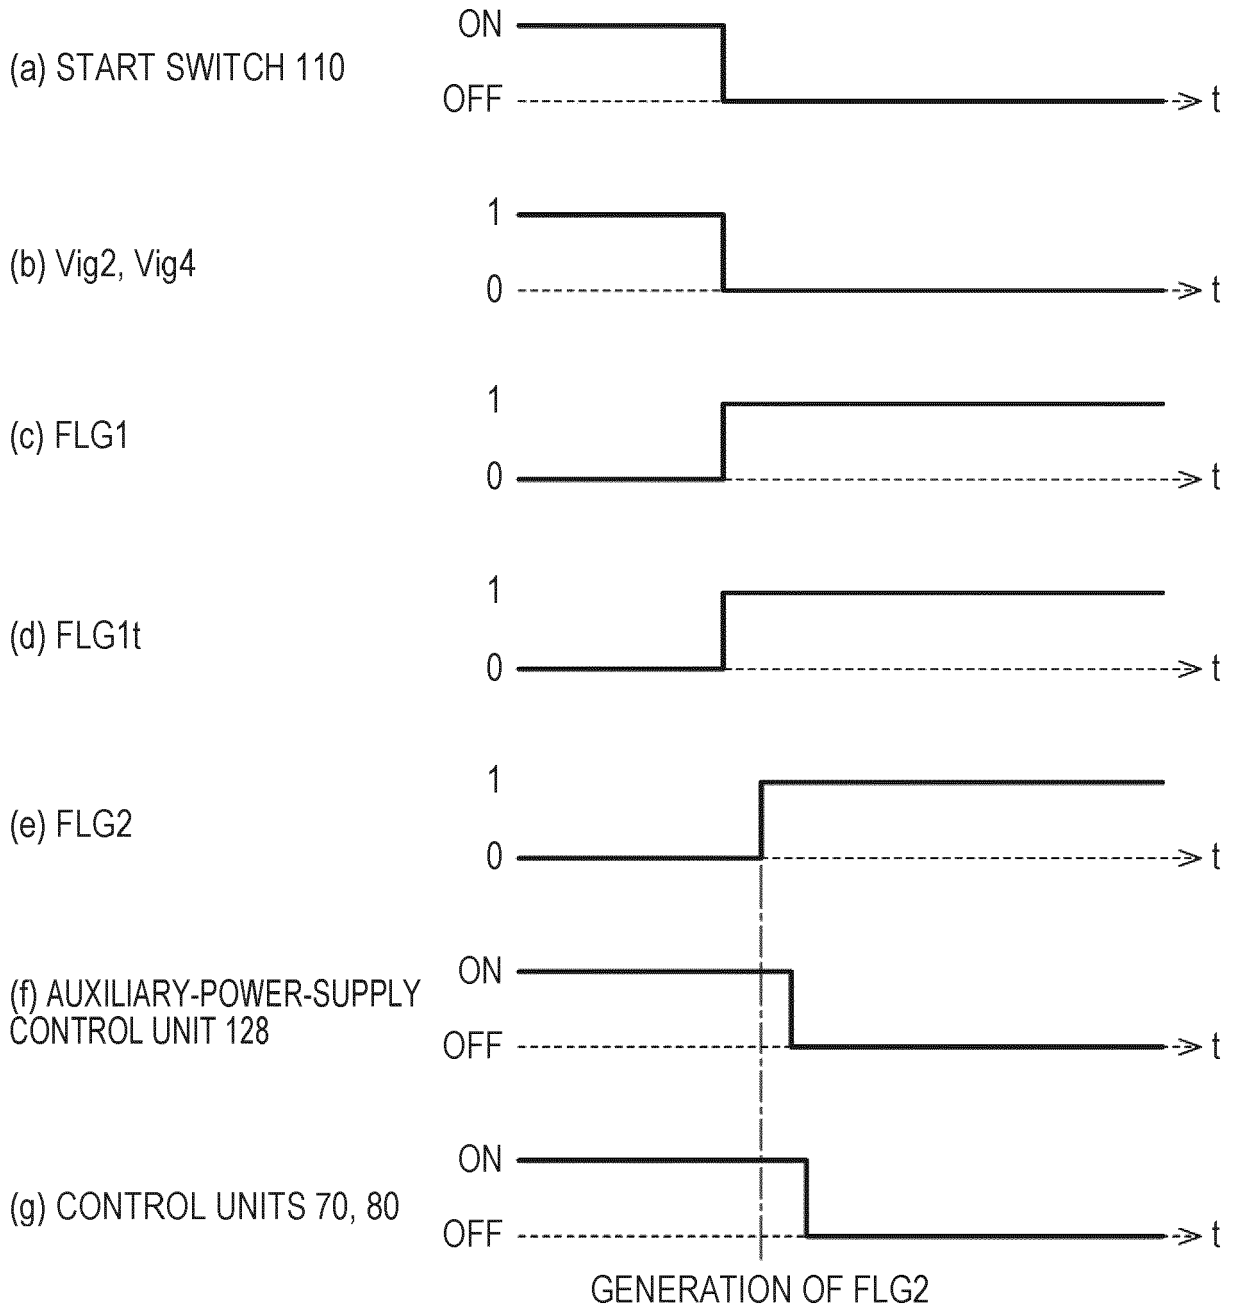 ON
(a) START SWITCH 110
OFF
t
1
(b) Vig2, Vig4
0
t
1
(c) FLG1
0
t
1
(d) FLG1t
0
t
1
(e) FLG2
0
t
ON
(f) AUXILIARY-POWER-SUPPLY
CONTROL UNIT 128
OFF
t
ON
(g) CONTROL UNITS 70, 80
OFF
t
GENERATION OF FLG2